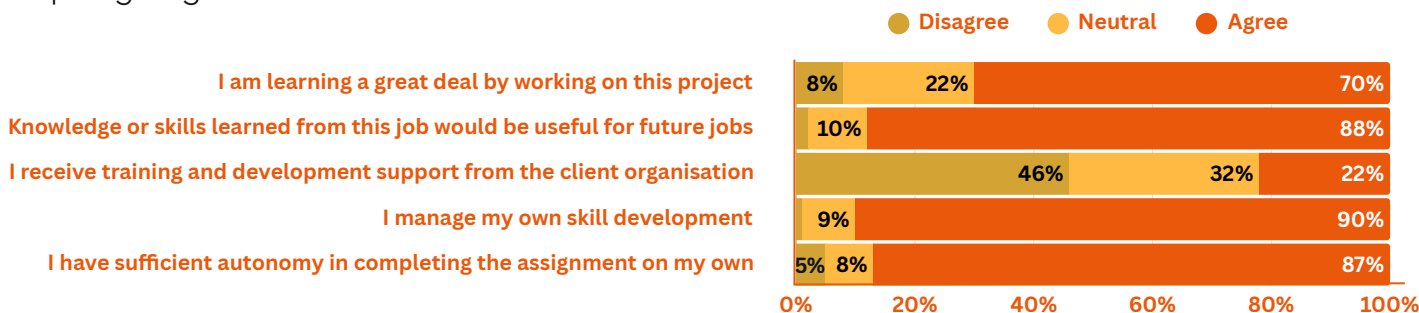 Disagree Neutral Agree
I am learning a great deal by working on this project 8% 22% 70%
Knowledge or skills learned from this job would be useful for future jobs 10% 88%
I receive training and development support from the client organisation 46% 32% 22%
I manage my own skill development 9% 90%
I have sufficient autonomy in completing the assignment on my own 5% 8% 87%
0% 20% 40% 60% 80% 100%